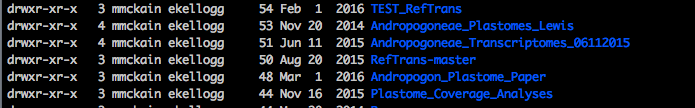 drwxr-xr-x 3 mmckain ekellogg 54 Feb 1 2016 TEST_RefTrans
drwxr-xr-x 4 mmckain ekellogg 53 Nov 20 2014 Andropogoneae_Plastomes_Lewis
drwxr-xr-x 4 mmckain ekellogg 51 Jun 11 2015 Andropogoneae_Transcriptomes_06112015
drwxr-xr-x 3 mmckain ekellogg 50 Aug 20 2015 RefTrans-master
drwxr-xr-x 3 mmckain ekellogg 48 Mar 1 2016 Andropogon_Plastome_Paper
drwxr-xr-x 2 mmckain ekellogg 44 Nov 16 2015 Plastome_Coverage_Analyses